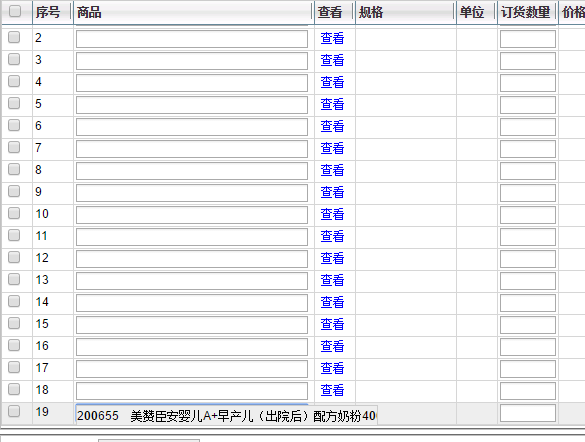 序号 商品 查看 规格 单位 订货数量 价格
2 查看
3 查看
4 查看
5 查看
6 查看
7 查看
8 查看
9 查看
10 查看
11 查看
12 查看
13 查看
14 查看
15 查看
16 查看
17 查看
18 查看
19 200655 美赞臣安婴儿A+早产儿（出院后）配方奶粉40